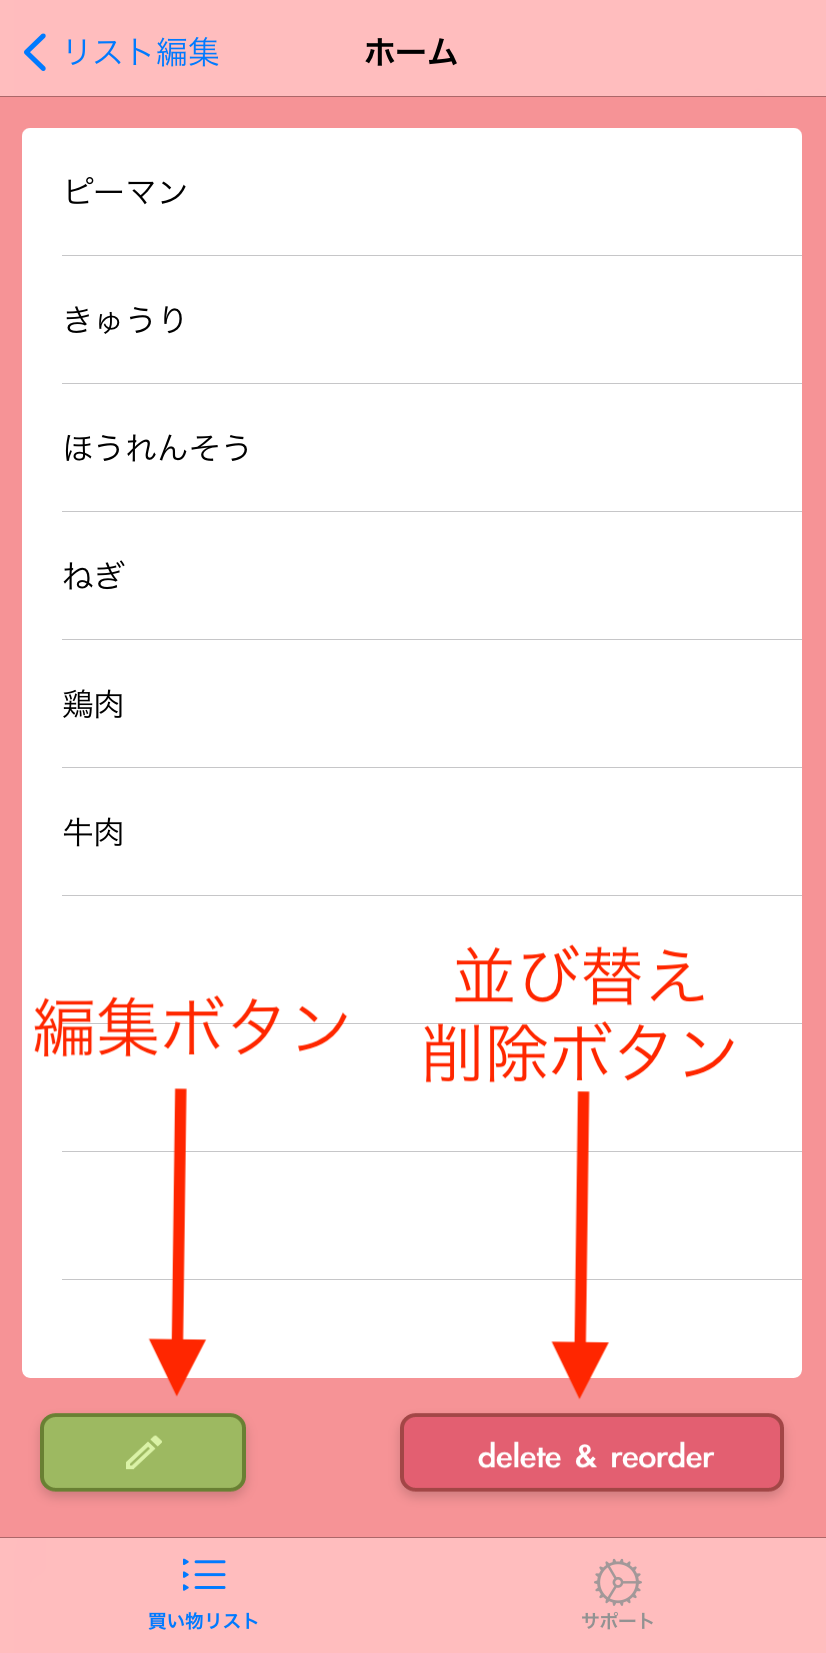 リスト編集
ホーム
ピーマン
きゅうり
ほうれんそう
ねぎ
鶏肉
牛肉
編集ボタン
並び替え
削除ボタン
delete & reorder
買い物リスト
サポート